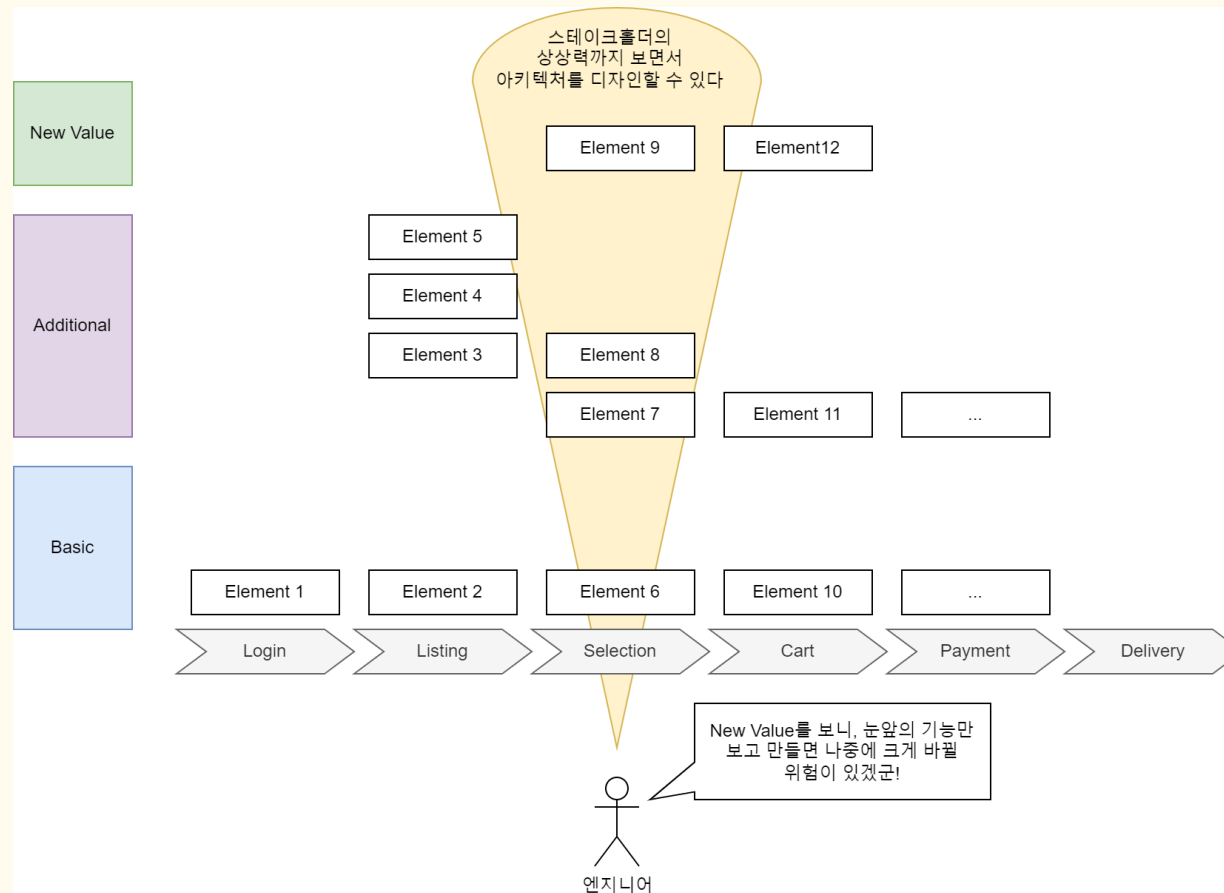 스테이크홀더의
상상력까지 보면서
아키텍처를 디자인할 수 있다
New Value
Element 9
Element12
Additional
Element 5
Element 4
Element 3
Element 8
Element 7
Element 11
...
Basic
Element 1
Element 2
Element 6
Element 10
...
Login
Listing
Selection
Cart
Payment
Delivery
New Value를 보니, 눈앞의 기능만
보고 만들면 나중에 크게 바뀔
위험이 있겠군!
엔지니어